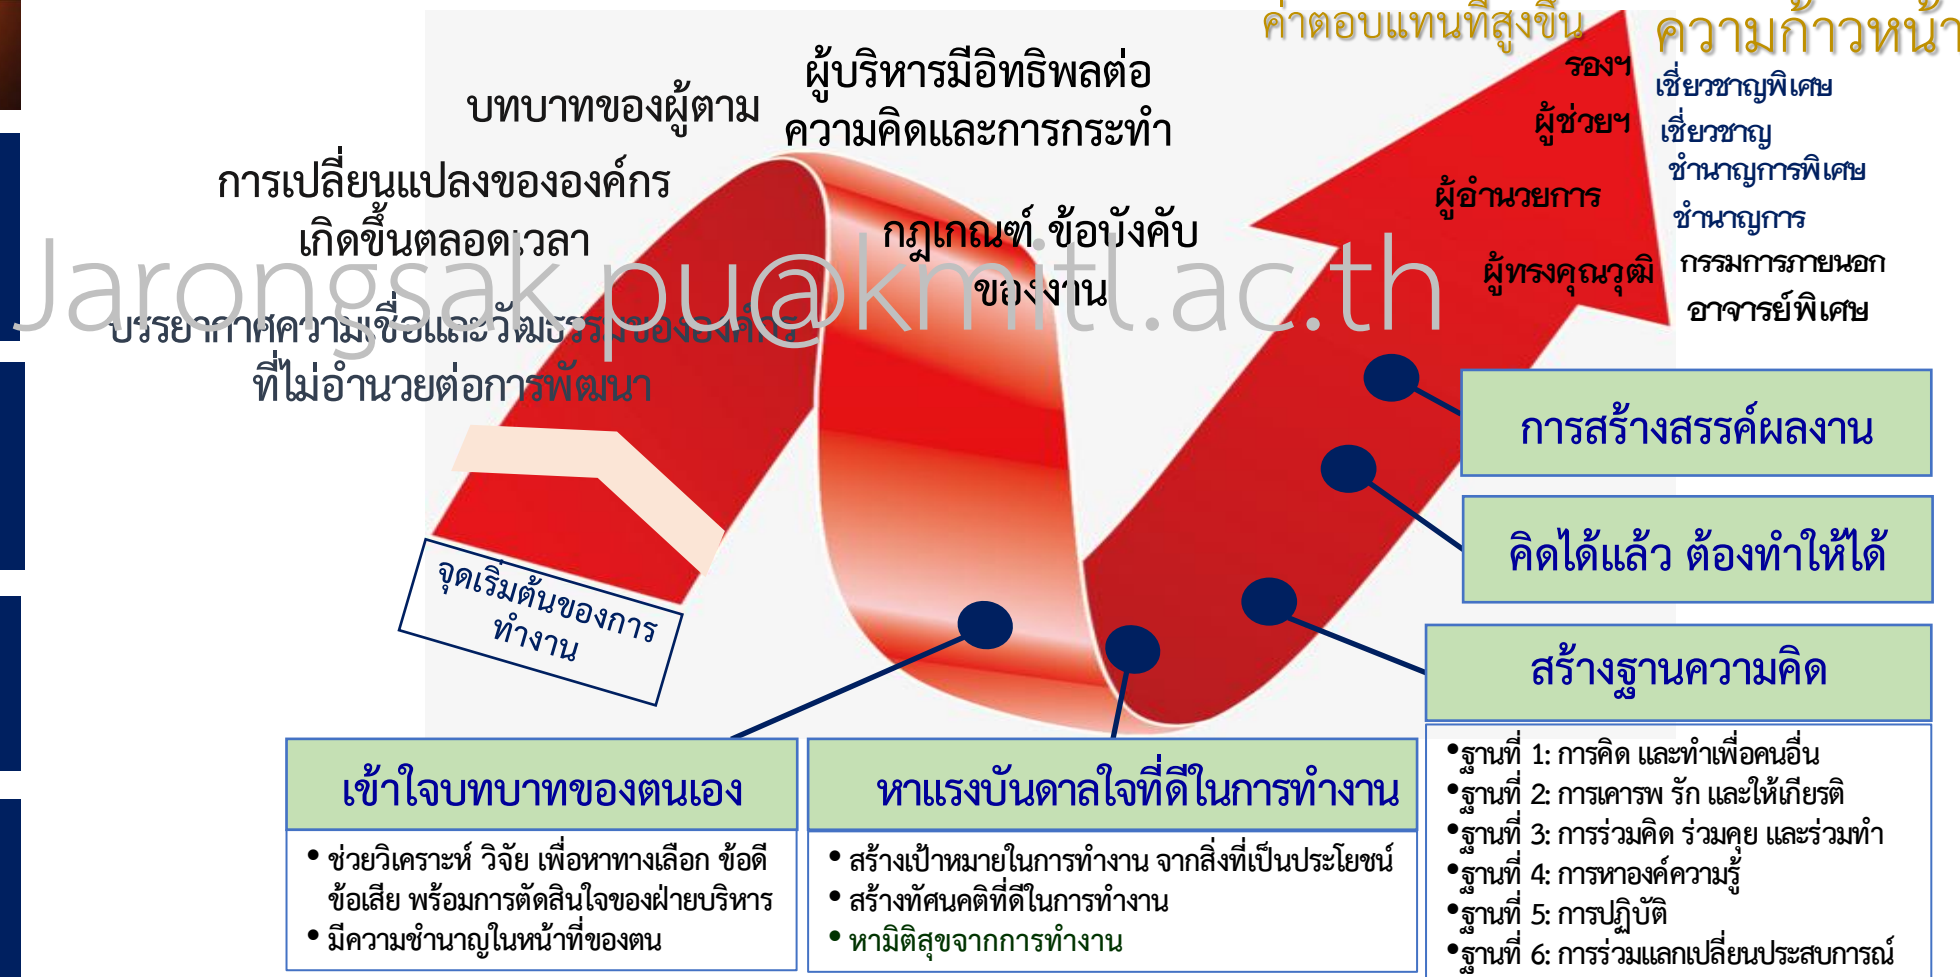 ค่าตอบแทนที่สูงขึ้น
ความก้าวหน้า
รองฯ
เชี่ยวชาญพิเศษ
ผู้ช่วยฯ
เชี่ยวชาญ
ชำนาญการพิเศษ
ผู้อำนวยการ
ชำนาญการ
ผู้ทรงคุณวุฒิ
กรรมการภายนอก
อาจารย์พิเศษ
ผู้บริหารมีอิทธิพลต่อ
ความคิดและการกระทำ
บทบาทของผู้ตาม
การเปลี่ยนแปลงขององค์กร
เกิดขึ้นตลอดเวลา
กฎเกณฑ์ ข้อบังคับ
ของงาน
Jarongsak.pu@kmitl.ac.th
บรรยากาศความเชื่อและวัฒธรรมขององค์กร
ที่ไม่อำนวยต่อการพัฒนา
จุดเริ่มต้นของการ
ทำงาน
การสร้างสรรค์ผลงาน
คิดได้แล้ว ต้องทำให้ได้
สร้างฐานความคิด
•ฐานที่ 1: การคิด และทำเพื่อคนอื่น
•ฐานที่ 2: การเคารพ รัก และให้เกียรติ
•ฐานที่ 3: การร่วมคิด ร่วมคุย และร่วมทำ
•ฐานที่ 4: การหาองค์ความรู้
•ฐานที่ 5: การปฏิบัติ
•ฐานที่ 6: การร่วมแลกเปลี่ยนประสบการณ์
เข้าใจบทบาทของตนเอง
• ช่วยวิเคราะห์ วิจัย เพื่อหาทางเลือก ข้อดี
ข้อเสีย พร้อมการตัดสินใจของฝ่ายบริหาร
• มีความชำนาญในหน้าที่ของตน
หาแรงบันดาลใจที่ดีในการทำงาน
• สร้างเป้าหมายในการทำงาน จากสิ่งที่เป็นประโยชน์
• สร้างทัศนคติที่ดีในการทำงาน
• หามิติสุขจากการทำงาน